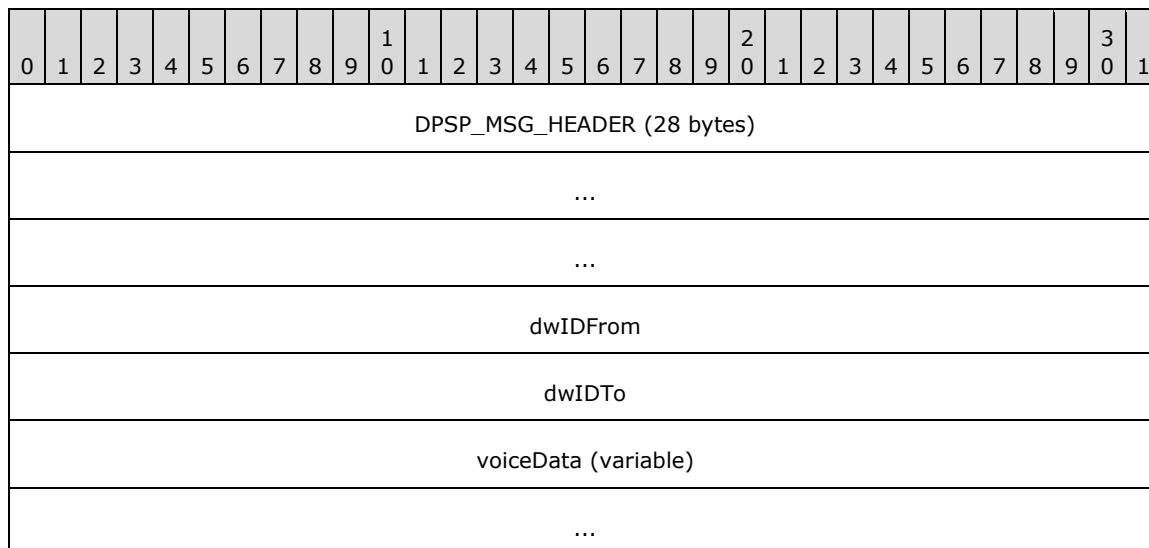 0 1 2 3 4 5 6 7 8 9 1 0 1 2 3 4 5 6 7 8 9 2 0 1 2 3 4 5 6 7 8 9 3 0 1
DPSP_MSG_HEADER (28 bytes)
...
...
dwIDFrom
dwIDTo
voiceData (variable)
...